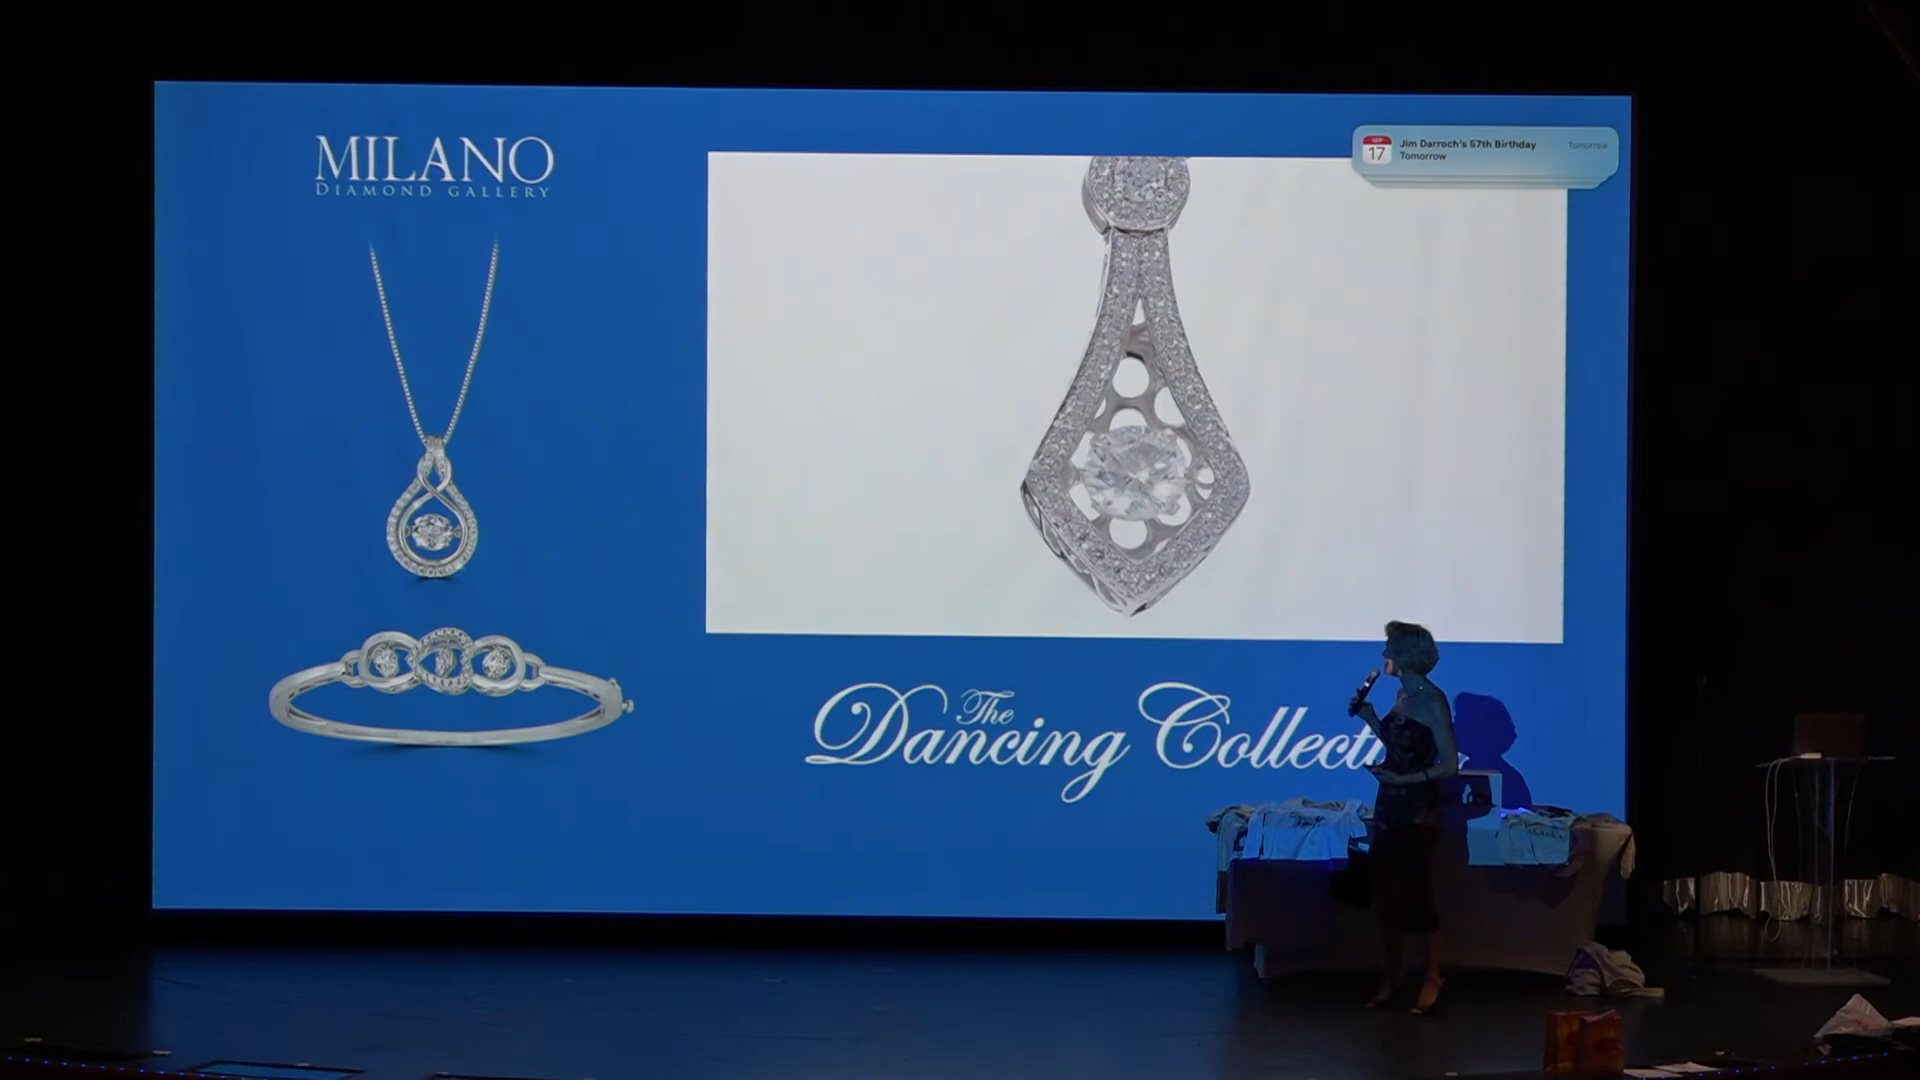 MILANO
DIAMOND GALLERY
SEP
17
Jim Darroch's 57th Birthday
Tomorrow
Tomorrow
The
Dancing Collecti